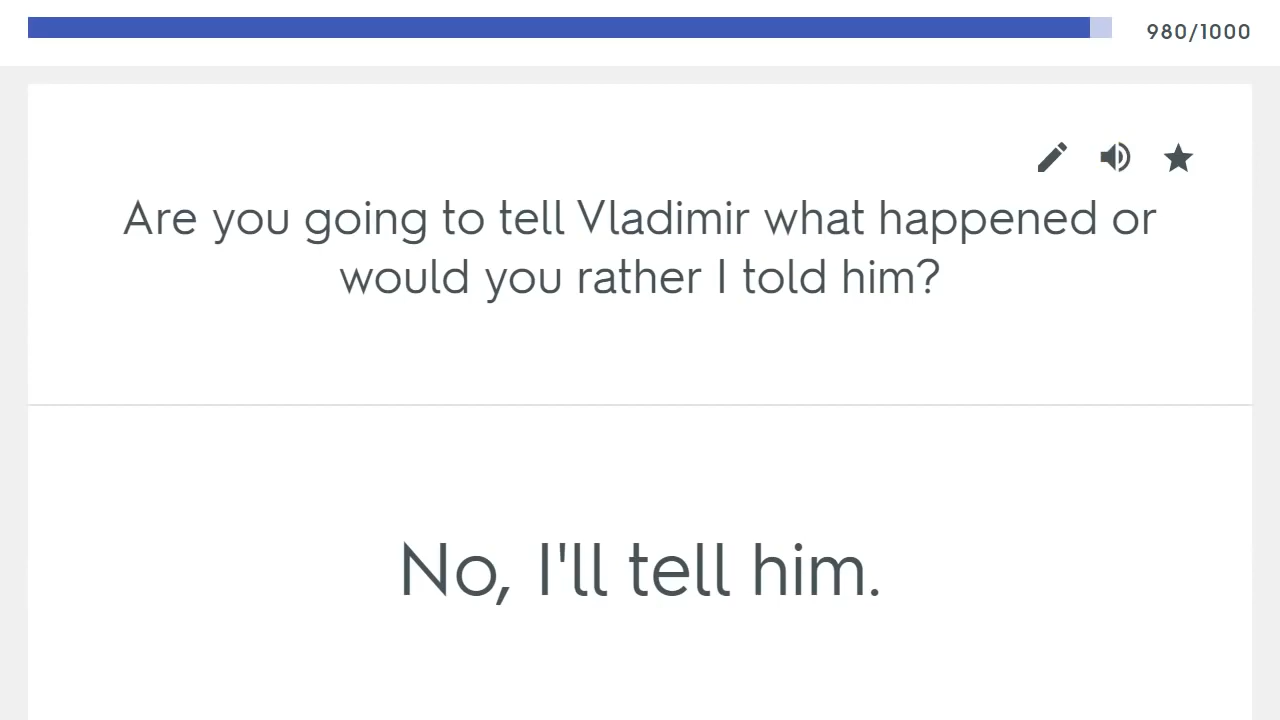 980/1000
Are you going to tell Vladimir what happened or
would you rather I told him?
No, I'll tell him.